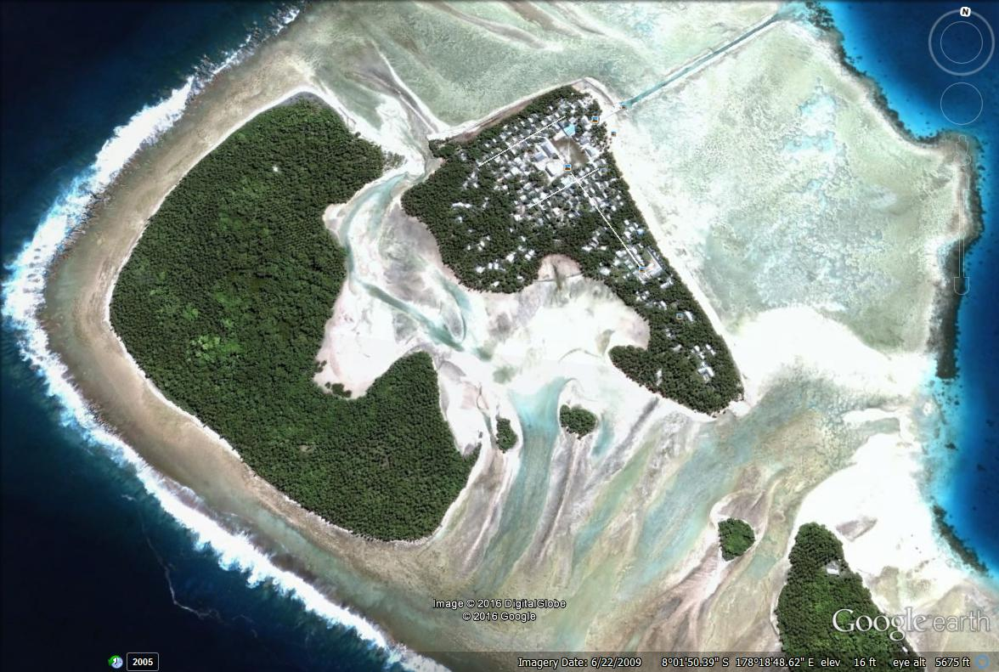 N
Image © 2016 DigitalGlobe
© 2016 Google
Google earth
2005
Imagery Date: 6/22/2009 8°01'50.39" S 178°18'48.62" E elev 16 ft eye alt 5675 ft